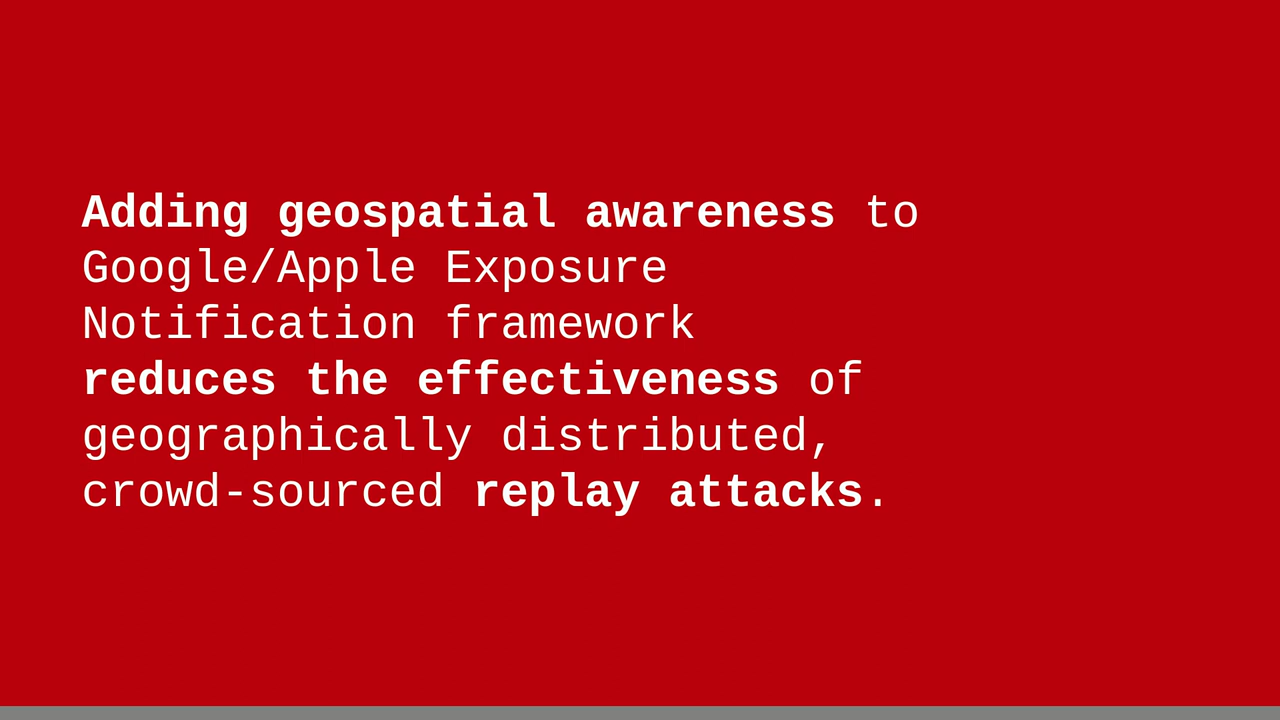 Adding geospatial awareness to
Google/Apple Exposure
Notification framework
reduces the effectiveness of
geographically distributed,
crowd-sourced replay attacks.